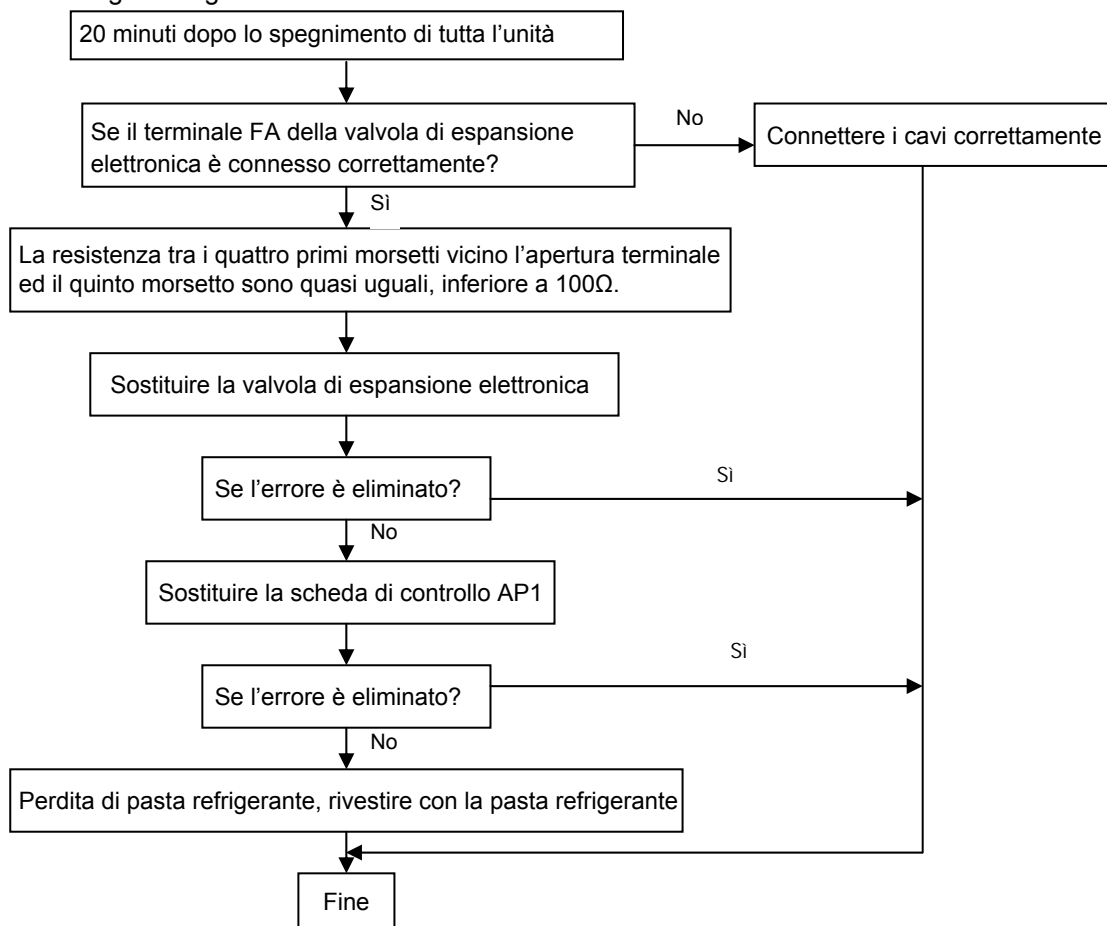 20 minuti dopo lo spegnimento di tutta l'unità
Se il terminale FA della valvola di espansione
elettronica è connesso correttamente?
No
Connettere i cavi correttamente
Sì
La resistenza tra i quattro primi morsetti vicino l'apertura terminale
ed il quinto morsetto sono quasi uguali, inferiore a 100Ω.
Sostituire la valvola di espansione elettronica
Se l'errore è eliminato?
Sì
No
Sostituire la scheda di controllo AP1
Se l'errore è eliminato?
Sì
No
Perdita di pasta refrigerante, rivestire con la pasta refrigerante
Fine